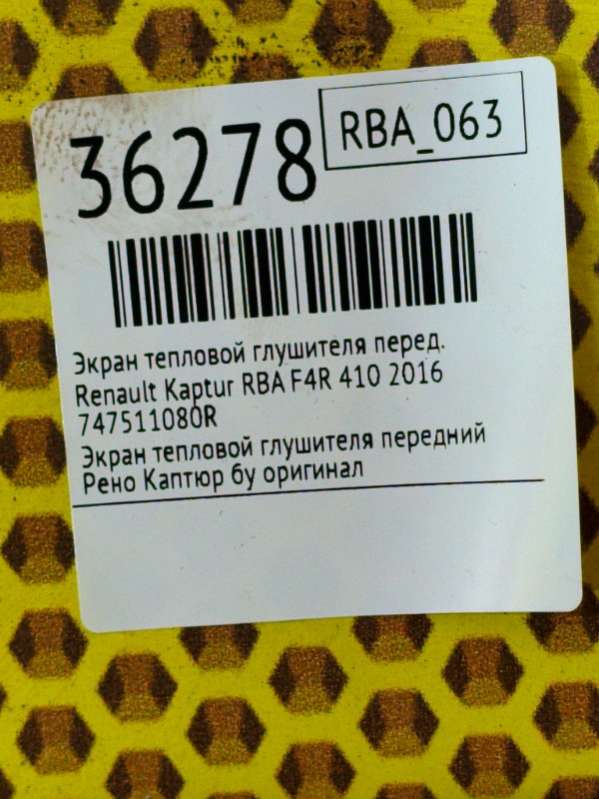 36278
RBA_063
Экран тепловой глушителя перед.
Renault Kaptur RBA F4R 410 2016
747511080R
Экран тепловой глушителя передний
Рено Каптюр бу оригинал